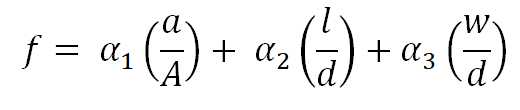 f = α₁ (a/A) + α₂ (l/d) + α₃ (w/d)